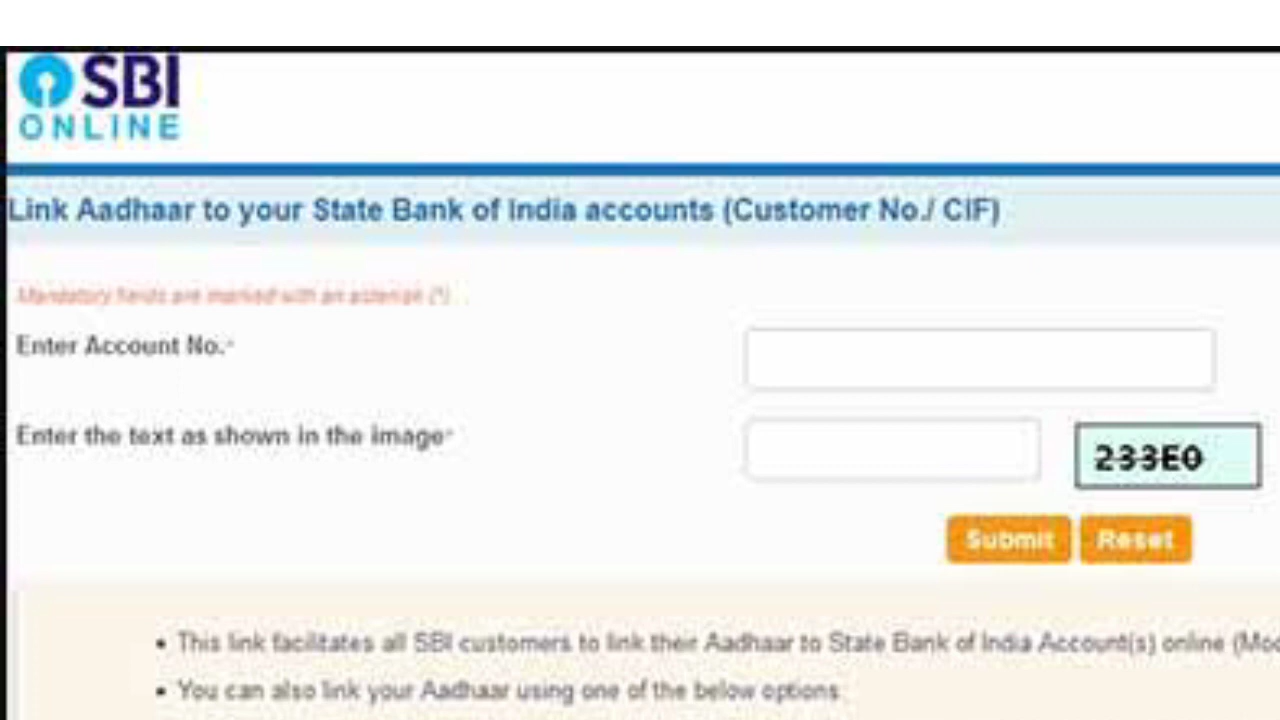 SBI
ONLINE
Link Aadhaar to your State Bank of India accounts (Customer No./ CIF)
Mandatory fields are marked with an asterisk (*)
Enter Account No.*
Enter the text as shown in the image*
233E0
Submit Reset
• This link facilitates all SBI customers to link their Aadhaar to State Bank of India Account(s) online (Mod
• You can also link your Aadhaar using one of the below options